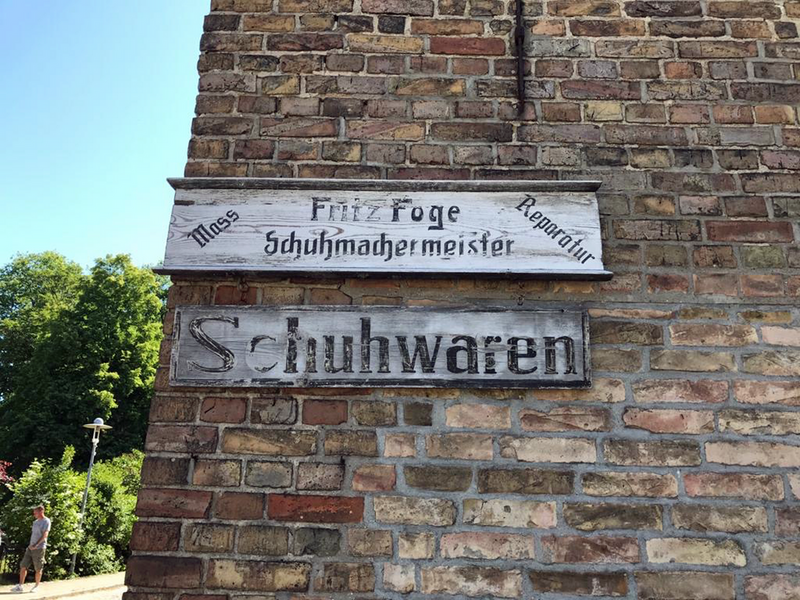 Mass
Fritz Foge
Reparatur
Schuhmachermeister
Schuhwaren